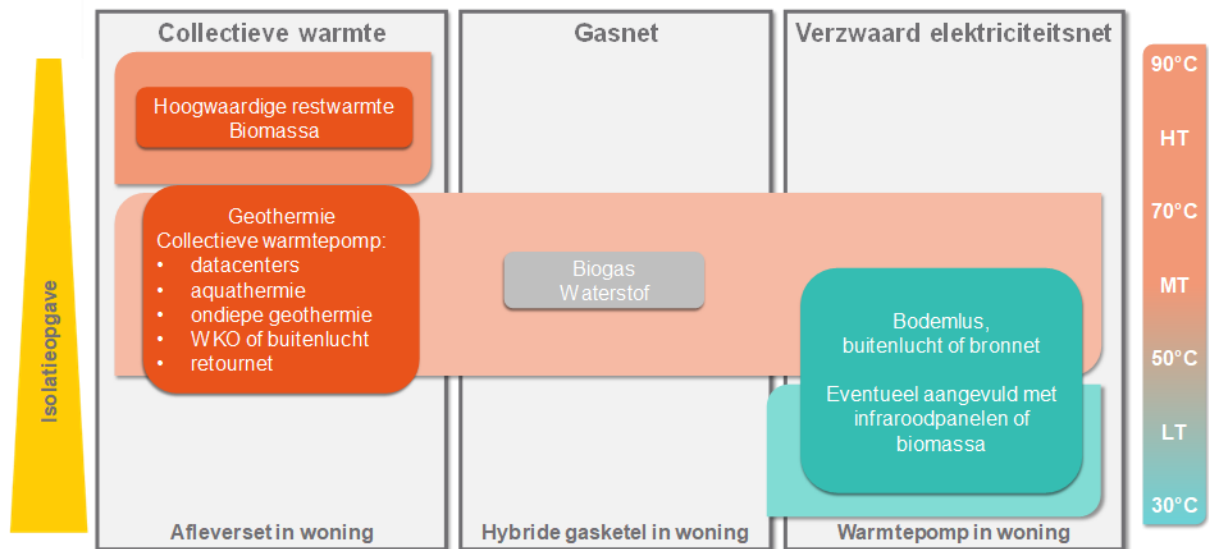 Collectieve warmte
Gasnet
Verzwaard elektriciteitsnet
Isolatieopgave
Hoogwaardige restwarmte
Biomassa
Geothermie
Collectieve warmtepomp:
• datacenters
• aquathermie
• ondiepe geothermie
• WKO of buitenlucht
• retournet
Biogas
Waterstof
Bodemlus,
buitenlucht of bronnet
Eventueel aangevuld met
infraroodpanelen of
biomassa
Afleverset in woning
Hybride gasketel in woning
Warmtepomp in woning
90°C
HT
70°C
MT
50°C
LT
30°C